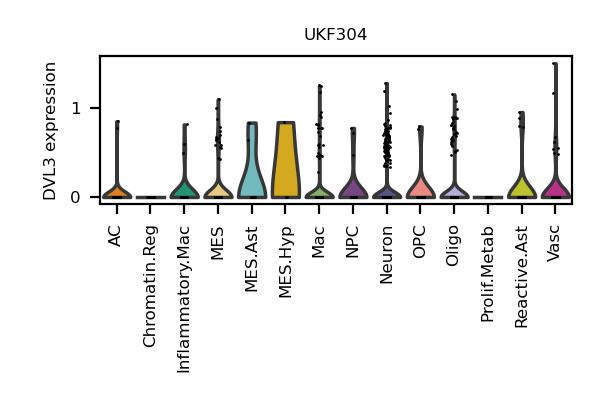 UKF304
DVL3 expression
1
0
AC
Chromatin.Reg
Inflammatory.Mac
MES
MES.Ast
MES.Hyp
Mac
NPC
Neuron
OPC
Oligo
Prolif.Metab
Reactive.Ast
Vasc